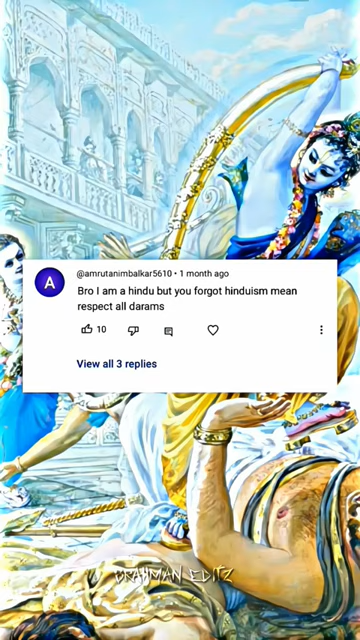 A
@amrutanimbalkar5610 • 1 month ago
Bro I am a hindu but you forgot hinduism mean
respect all darams
10
View all 3 replies
BRAHMAN EDITZ